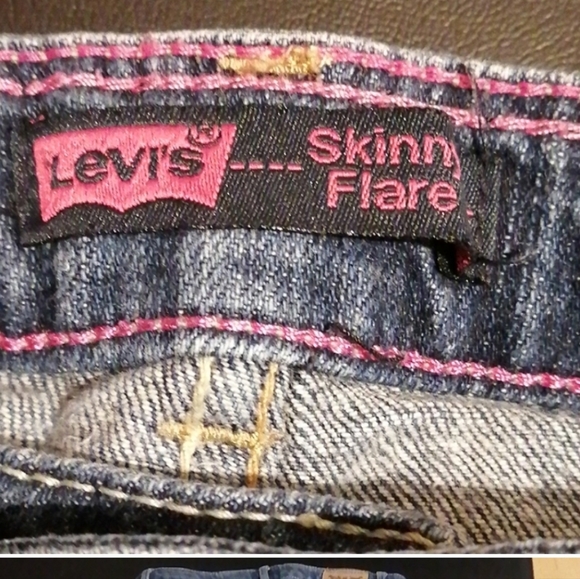 Levi's® ---- Skinny
Flare